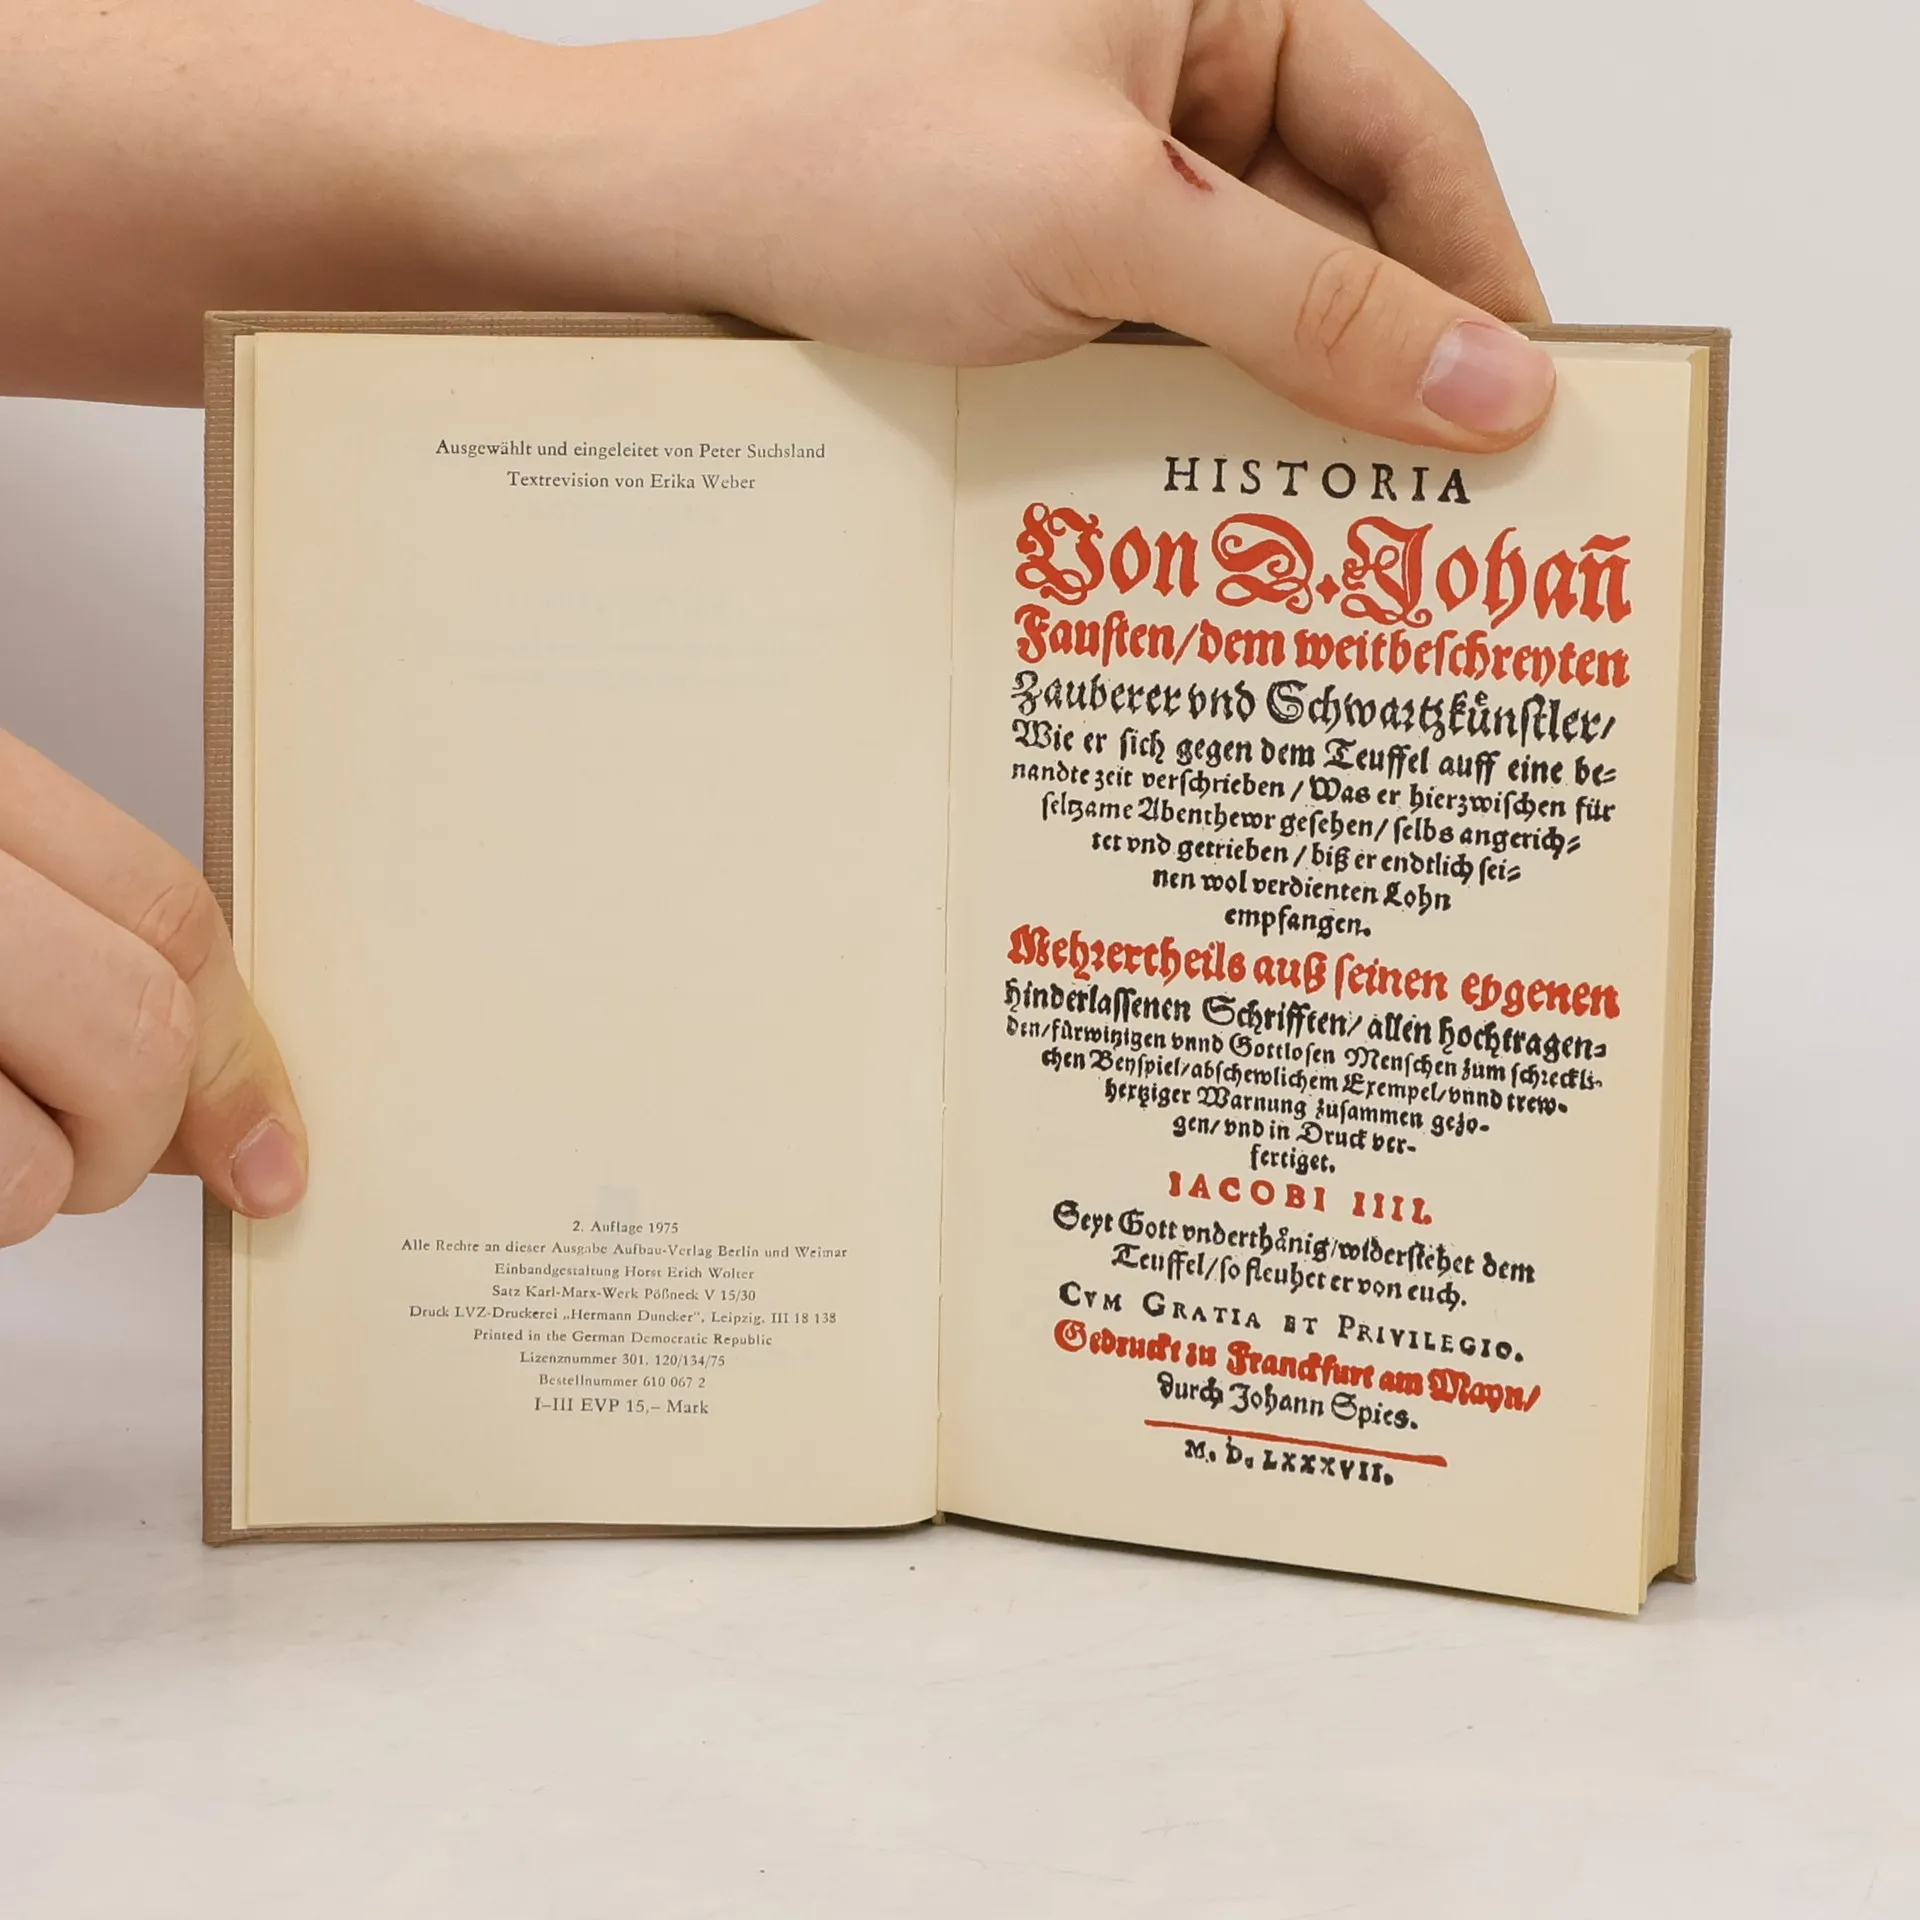 Ausgewählt und eingeleitet von Peter Suchsland
Textrevision von Erika Weber
2. Auflage 1975
Alle Rechte an dieser Ausgabe Aufbau-Verlag Berlin und Weimar
Einbandgestaltung Horst Erich Wolter
Satz Karl-Marx-Werk Pößneck V 15/30
Druck LVZ-Druckerei „Hermann Duncker“, Leipzig, III 18 138
Printed in the German Democratic Republic
Lizenznummer 301. 120/134/75
Bestellnummer 610 067 2
I–III EVP 15,– Mark
HISTORIA
Von D. Johañ
Fauſten/dem weitbeſchreyten
Zauberer vnd Schwartzkuͤnſtler/
Wie er ſich gegen dem Teuffel auff eine be⸗
nandte zeit verſchrieben / Was er hierzwiſchen für
ſeltzame Abenthewr geſehen/ ſelbs angerich⸗
tet vnd getrieben / biß er endtlich ſei⸗
nen wol verdienten Lohn
empfangen.
Mehrertheils auß ſeinen eygenen
hinderlaſſenen Schrifften/ allen hochtragen⸗
den/fürwitzigen vnnd Gottloſen Menſchen zum ſchreckli⸗
chen Beyſpiel/abſchewlichem Exempel/vnnd trew⸗
hertziger Warnung zuſammen gezo⸗
gen/ vnd in Druck ver⸗
fertiget.
IACOBI IIII.
Seyt Gott vnderthaͤnig/widerſtehet dem
Teuffel/ſo fleuhet er von euch.
CVM GRATIA ET PRIVILEGIO.
Gedruckt zu Franckfurt am Mayn/
durch Johann Spies.
M. D. LXXXVII.